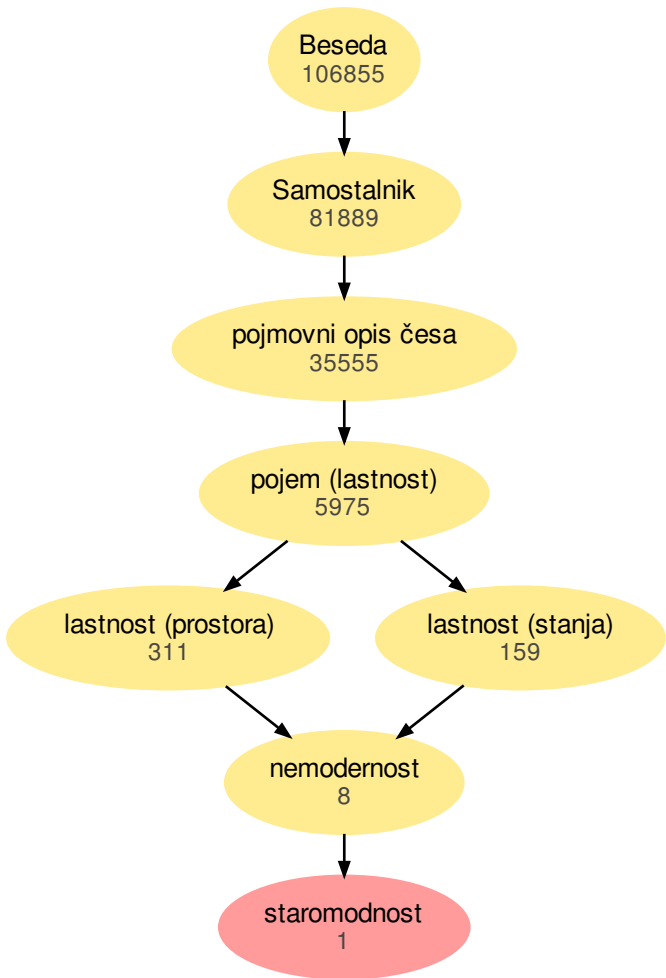 Beseda
106855
Samostalnik
81889
pojmovni opis česa
35555
pojem (lastnost)
5975
lastnost (prostora)
311
lastnost (stanja)
159
nemodernost
8
staromodnost
1